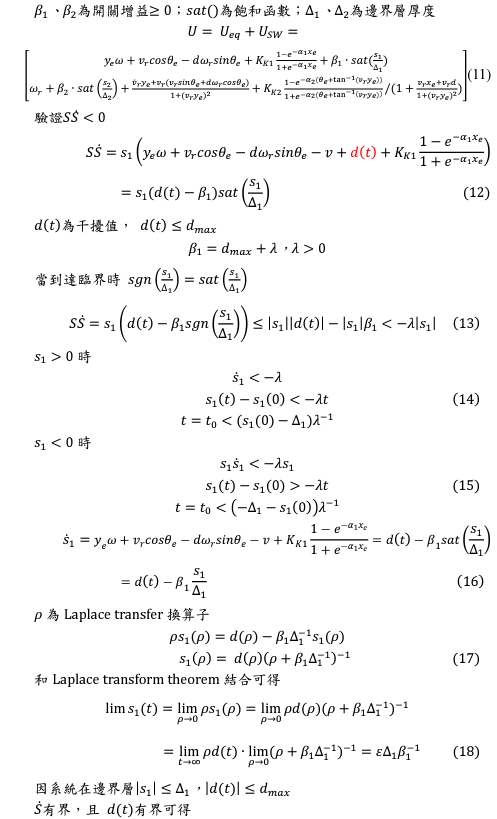 β₁、β₂為開關增益≥ 0；sat()為飽和函數；Δ₁、Δ₂為邊界層厚度
U = U_eq + U_SW =
[ y_eω + v_r cosθ_e − dω_r sinθ_e + K_K1 (1−e^(−α₁x_e))/(1+e^(−α₁x_e)) + β₁ · sat(s₁/Δ₁)
ω_r + β₂ · sat(s₂/Δ₂) + (v̇_r y_e + v_r(v_r sinθ_e + dω_r cosθ_e))/(1+(v_r y_e)²) + K_K2 (1−e^(−α₂(θ_e+tan⁻¹(v_r y_e))))/(1+e^(−α₂(θ_e+tan⁻¹(v_r y_e)))) /(1 + (v_r x_e + v_r d)/(1+(v_r y_e)²)) ] (11)
驗證SṠ < 0
SṠ = s₁ (y_eω + v_r cosθ_e − dω_r sinθ_e − v + d(t) + K_K1 (1 − e^(−α₁x_e))/(1 + e^(−α₁x_e)))
= s₁(d(t) − β₁)sat (s₁/Δ₁) (12)
d(t)為干擾值， d(t) ≤ d_max
β₁ = d_max + λ，λ > 0
當到達臨界時 sgn (s₁/Δ₁) = sat (s₁/Δ₁)
SṠ = s₁ (d(t) − β₁sgn (s₁/Δ₁)) ≤ |s₁||d(t)| − |s₁|β₁ < −λ|s₁| (13)
s₁ > 0 時
ṡ₁ < −λ
s₁(t) − s₁(0) < −λt (14)
t = t₀ < (s₁(0) − Δ₁)λ⁻¹
s₁ < 0 時
s₁ṡ₁ < −λs₁
s₁(t) − s₁(0) > −λt (15)
t = t₀ < (−Δ₁ − s₁(0))λ⁻¹
ṡ₁ = y_eω + v_r cosθ_e − dω_r sinθ_e − v + K_K1 (1 − e^(−α₁x_e))/(1 + e^(−α₁x_e)) = d(t) − β₁sat (s₁/Δ₁)
= d(t) − β₁ s₁/Δ₁ (16)
ρ 為 Laplace transfer 換算子
ρs₁(ρ) = d(ρ) − β₁Δ₁⁻¹s₁(ρ)
s₁(ρ) = d(ρ)(ρ + β₁Δ₁⁻¹)⁻¹ (17)
和 Laplace transform theorem 結合可得
lim s₁(t) = lim_(ρ→0) ρs₁(ρ) = lim_(ρ→0) ρd(ρ)(ρ + β₁Δ₁⁻¹)⁻¹
= lim_(t→∞) ρd(t) · lim_(ρ→0) (ρ + β₁Δ₁⁻¹)⁻¹ = εΔ₁β₁⁻¹ (18)
因系統在邊界層|s₁| ≤ Δ₁，|d(t)| ≤ d_max
Ṡ有界，且 d(t)有界可得